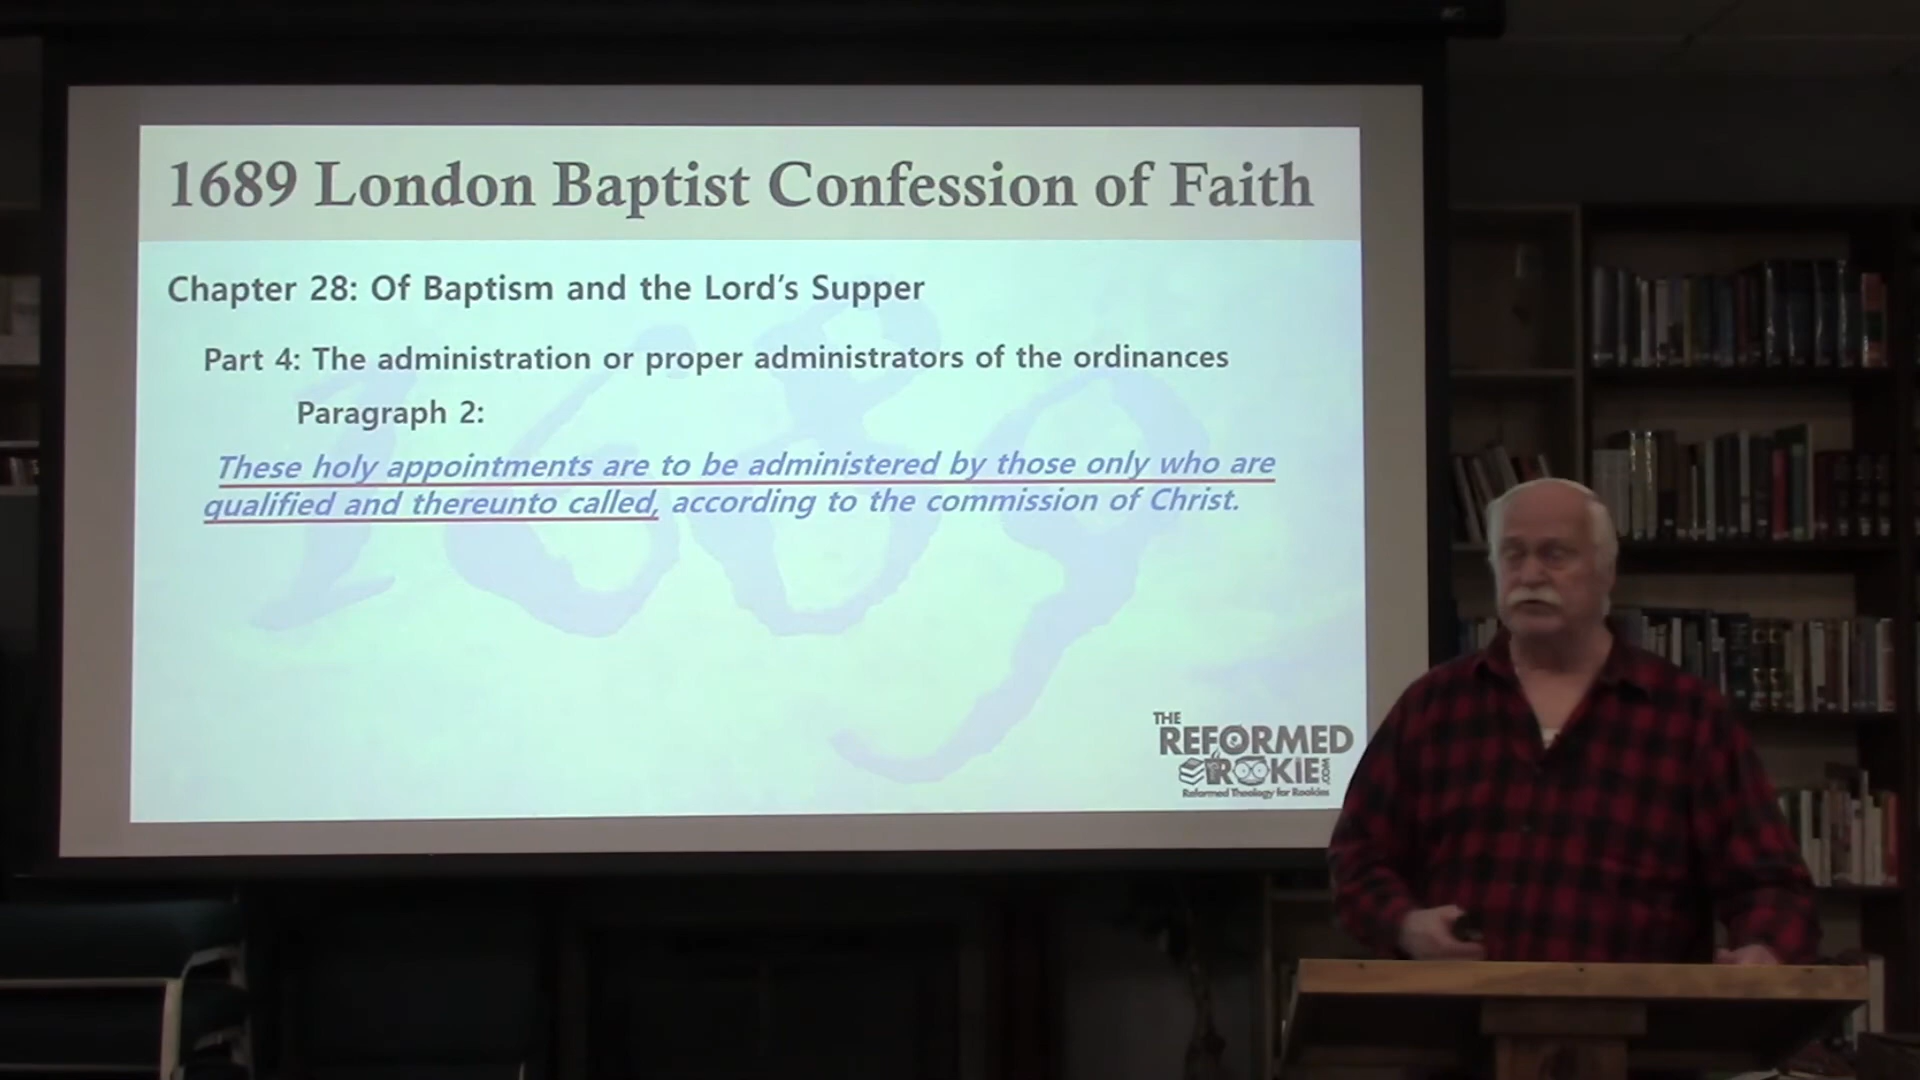 1689 London Baptist Confession of Faith
Chapter 28: Of Baptism and the Lord's Supper
Part 4: The administration or proper administrators of the ordinances
Paragraph 2:
These holy appointments are to be administered by those only who are
qualified and thereunto called, according to the commission of Christ.
THE
REFORMED
ROOKIE.COM
Reformed Theology for Rookies